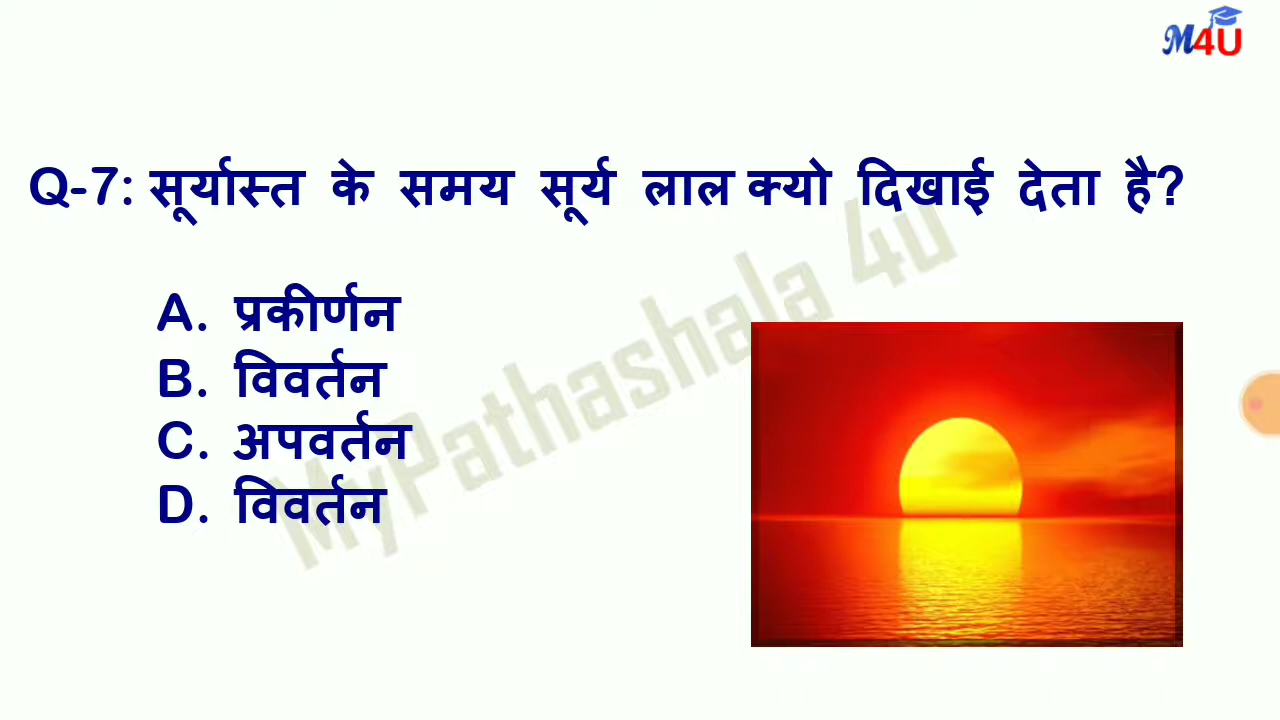 M4U
Q-7: सूर्यास्त के समय सूर्य लाल क्यो दिखाई देता है?
A. प्रकीर्णन
B. विवर्तन
C. अपवर्तन
D. विवर्तन
MyPathashala 4u